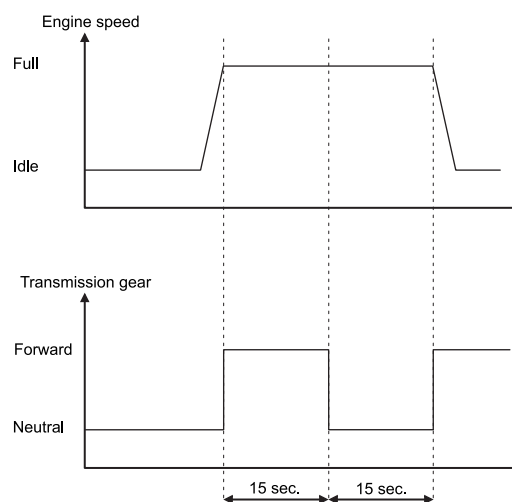 Engine speed
Full
Idle
Transmission gear
Forward
Neutral
15 sec. 15 sec.